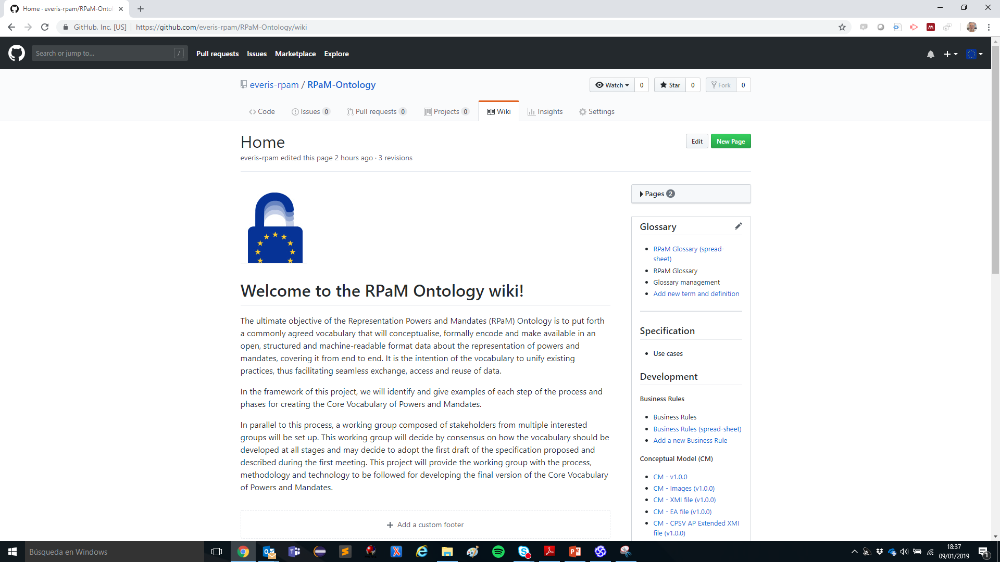 Home · everis-rpam/RPaM-Ontol
GitHub, Inc. [US] | https://github.com/everis-rpam/RPaM-Ontology/wiki
Search or jump to... /
Pull requests Issues Marketplace Explore
everis-rpam / RPaM-Ontology
Watch 0 Star 0 Fork 0
Code Issues 0 Pull requests 0 Projects 0 Wiki Insights Settings
Home
Edit New Page
everis-rpam edited this page 2 hours ago · 3 revisions
Welcome to the RPaM Ontology wiki!
The ultimate objective of the Representation Powers and Mandates (RPaM) Ontology is to put forth
a commonly agreed vocabulary that will conceptualise, formally encode and make available in an
open, structured and machine-readable format data about the representation of powers and
mandates, covering it from end to end. It is the intention of the vocabulary to unify existing
practices, thus facilitating seamless exchange, access and reuse of data.
In the framework of this project, we will identify and give examples of each step of the process and
phases for creating the Core Vocabulary of Powers and Mandates.
In parallel to this process, a working group composed of stakeholders from multiple interested
groups will be set up. This working group will decide by consensus on how the vocabulary should be
developed at all stages and may decide to adopt the first draft of the specification proposed and
described during the first meeting. This project will provide the working group with the process,
methodology and technology to be followed for developing the final version of the Core Vocabulary
of Powers and Mandates.
Add a custom footer
Pages 2
Glossary
RPaM Glossary (spread-
sheet)
RPaM Glossary
Glossary management
Add new term and definition
Specification
Use cases
Development
Business Rules
Business Rules
Business Rules (spread-sheet)
Add a new Business Rule
Conceptual Model (CM)
CM - v1.0.0
CM - Images (v1.0.0)
CM - XMI file (v1.0.0)
CM - EA file (v1.0.0)
CM - CPSV AP Extended XMI
file (v1.0.0)
Búsqueda en Windows
18:37
09/01/2019
1